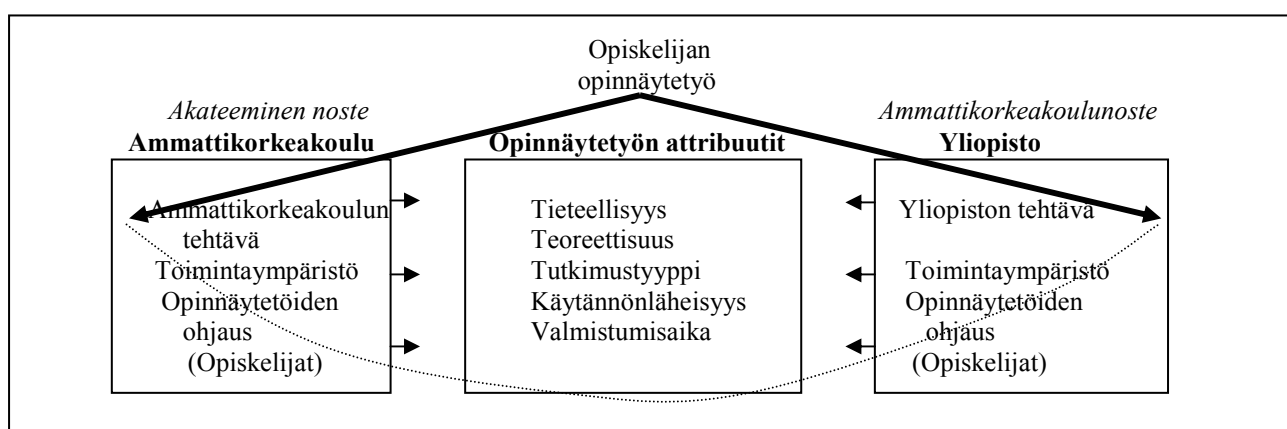 Opiskelijan
opinnäytetyö
Akateeminen noste
Ammattikorkeakoulu
Ammattikorkeakoulun
tehtävä
Toimintaympäristö
Opinnäytetöiden
ohjaus
(Opiskelijat)
Opinnäytetyön attribuutit
Tieteellisyys
Teoreettisuus
Tutkimustyyppi
Käytännönläheisyys
Valmistumisaika
Ammattikorkeakoulunoste
Yliopisto
Yliopiston tehtävä
Toimintaympäristö
Opinnäytetöiden
ohjaus
(Opiskelijat)